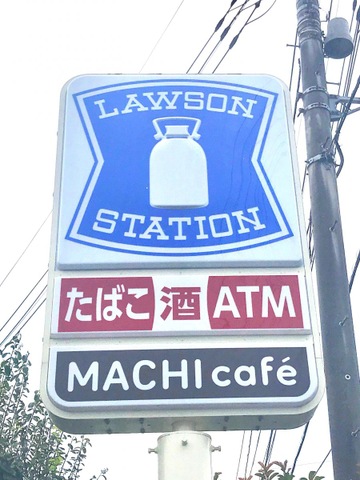 LAWSON
STATION
たばこ 酒 ATM
MACHI café